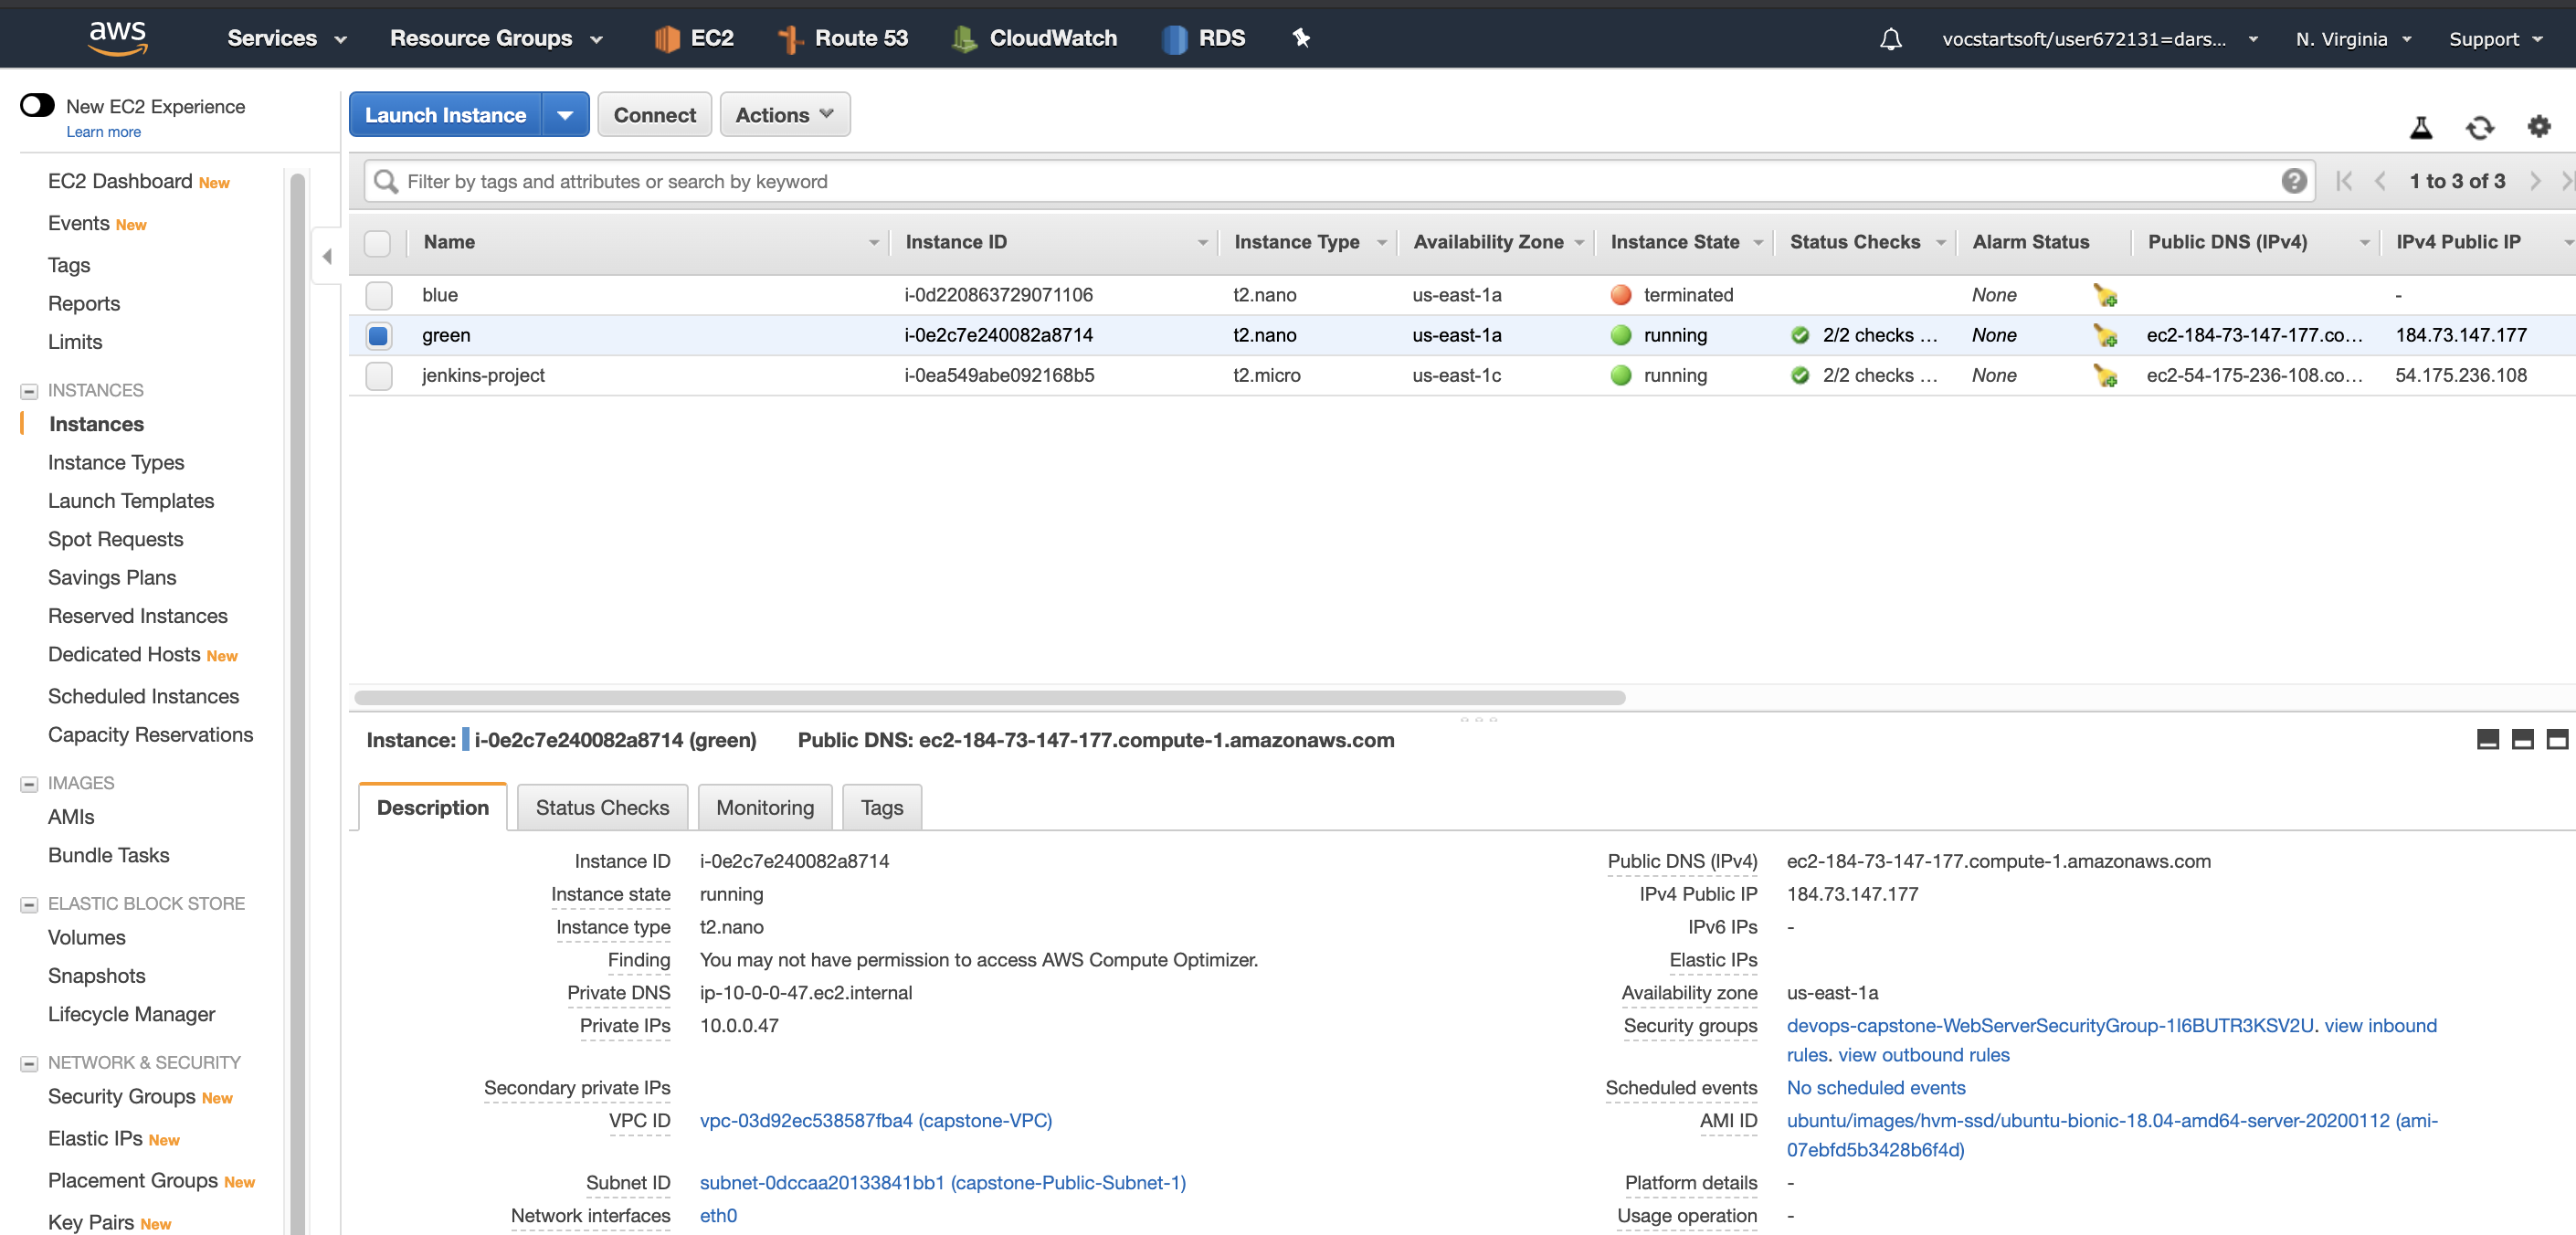 aws Services Resource Groups EC2 Route 53 CloudWatch RDS vocstartsoft/user672131=dars... N. Virginia Support
New EC2 Experience
Learn more
EC2 Dashboard New
Events New
Tags
Reports
Limits
INSTANCES
Instances
Instance Types
Launch Templates
Spot Requests
Savings Plans
Reserved Instances
Dedicated Hosts New
Scheduled Instances
Capacity Reservations
IMAGES
AMIs
Bundle Tasks
ELASTIC BLOCK STORE
Volumes
Snapshots
Lifecycle Manager
NETWORK & SECURITY
Security Groups New
Elastic IPs New
Placement Groups New
Key Pairs New
Launch Instance Connect Actions
Filter by tags and attributes or search by keyword ? 1 to 3 of 3
Name Instance ID Instance Type Availability Zone Instance State Status Checks Alarm Status Public DNS (IPv4) IPv4 Public IP
blue i-0d220863729071106 t2.nano us-east-1a terminated None -
green i-0e2c7e240082a8714 t2.nano us-east-1a running 2/2 checks ... None ec2-184-73-147-177.co... 184.73.147.177
jenkins-project i-0ea549abe092168b5 t2.micro us-east-1c running 2/2 checks ... None ec2-54-175-236-108.co... 54.175.236.108
Instance: i-0e2c7e240082a8714 (green) Public DNS: ec2-184-73-147-177.compute-1.amazonaws.com
Description Status Checks Monitoring Tags
Instance ID i-0e2c7e240082a8714
Instance state running
Instance type t2.nano
Finding You may not have permission to access AWS Compute Optimizer.
Private DNS ip-10-0-0-47.ec2.internal
Private IPs 10.0.0.47
Secondary private IPs
VPC ID vpc-03d92ec538587fba4 (capstone-VPC)
Subnet ID subnet-0dccaa20133841bb1 (capstone-Public-Subnet-1)
Network interfaces eth0
Public DNS (IPv4) ec2-184-73-147-177.compute-1.amazonaws.com
IPv4 Public IP 184.73.147.177
IPv6 IPs -
Elastic IPs
Availability zone us-east-1a
Security groups devops-capstone-WebServerSecurityGroup-1I6BUTR3KSV2U. view inbound
rules. view outbound rules
Scheduled events No scheduled events
AMI ID ubuntu/images/hvm-ssd/ubuntu-bionic-18.04-amd64-server-20200112 (ami-
07ebfd5b3428b6f4d)
Platform details -
Usage operation -